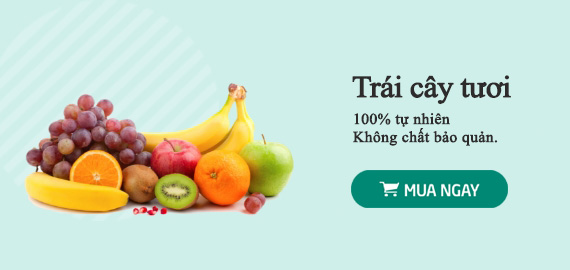 Trái cây tươi
100% tự nhiên
Không chất bảo quản.
MUA NGAY